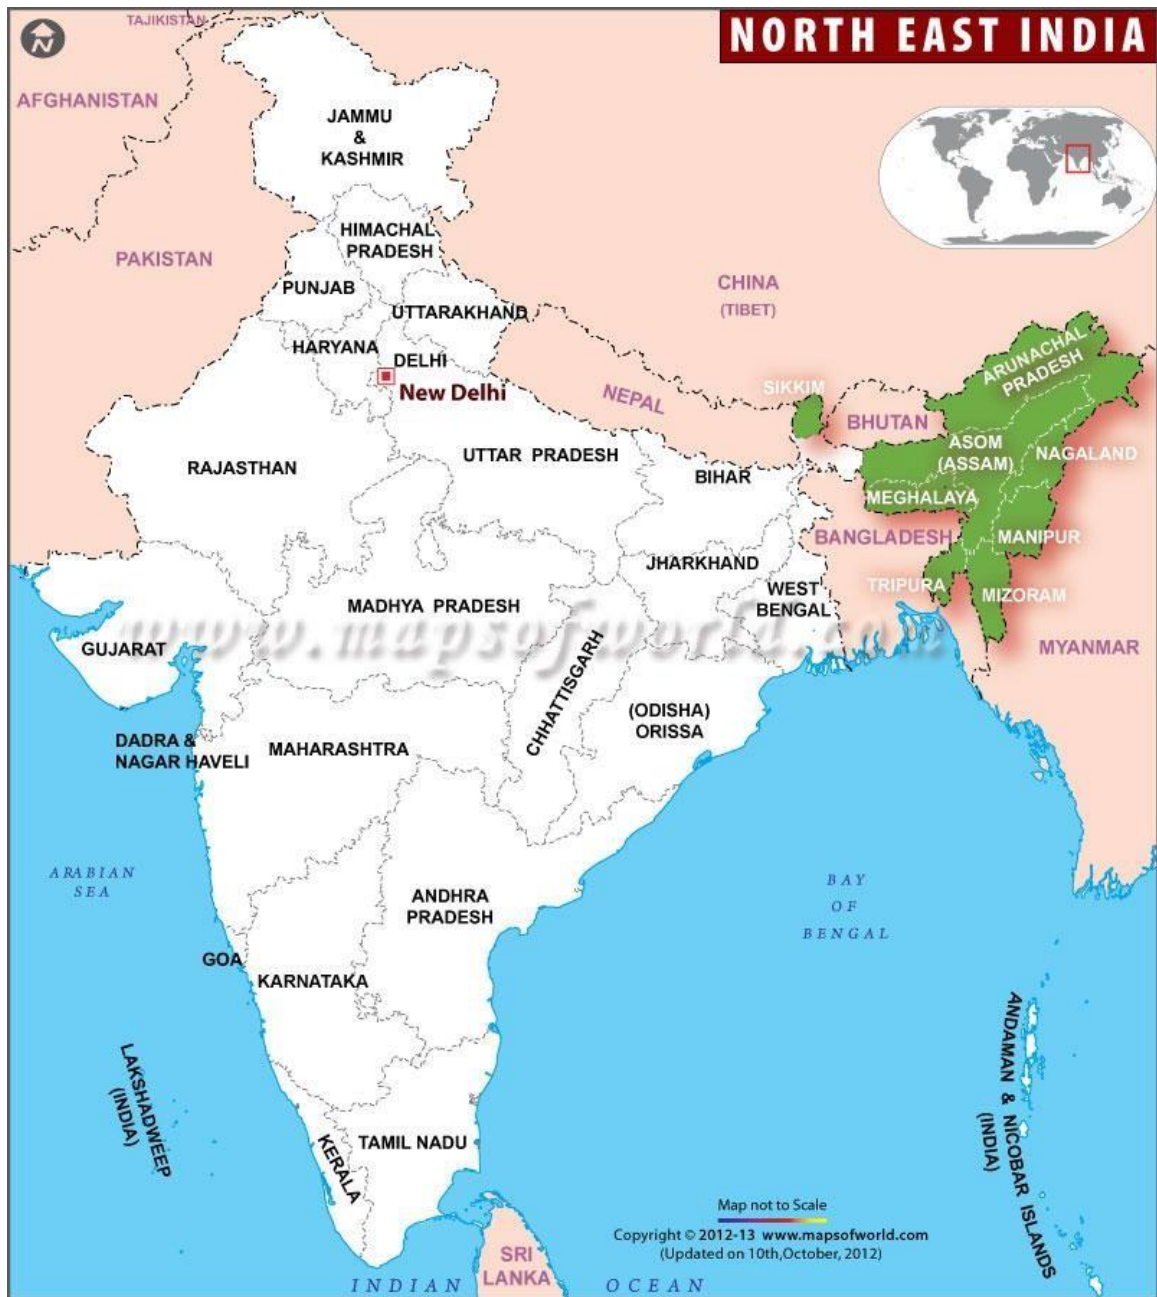 TAJIKISTAN
NORTH EAST INDIA
N
AFGHANISTAN
JAMMU
&
KASHMIR
HIMACHAL
PRADESH
PAKISTAN
PUNJAB
CHINA
(TIBET)
UTTARAKHAND
HARYANA
DELHI
New Delhi
ARUNACHAL
PRADESH
SIKKIM
NEPAL
BHUTAN
ASOM
(ASSAM)
NAGALAND
RAJASTHAN
UTTAR PRADESH
BIHAR
MEGHALAYA
BANGLADESH
MANIPUR
JHARKHAND
TRIPURA
MIZORAM
WEST
BENGAL
MADHYA PRADESH
www.mapsofworld.com
GUJARAT
MYANMAR
CHHATTISGARH
(ODISHA)
ORISSA
DADRA &
NAGAR HAVELI
MAHARASHTRA
ARABIAN
SEA
BAY
OF
BENGAL
ANDHRA
PRADESH
GOA
KARNATAKA
LAKSHADWEEP
(INDIA)
ANDAMAN & NICOBAR ISLANDS
(INDIA)
KERALA
TAMIL NADU
Map not to Scale
Copyright © 2012-13 www.mapsofworld.com
(Updated on 10th,October, 2012)
SRI
LANKA
INDIAN OCEAN